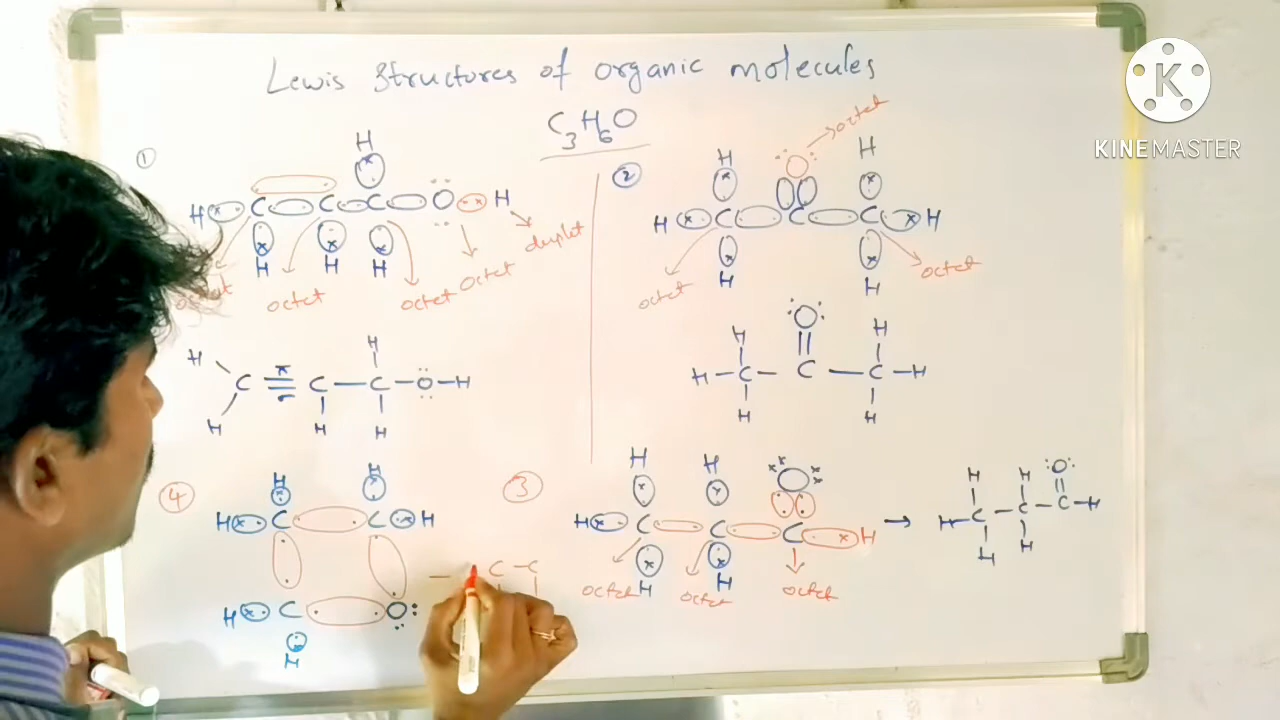 Lewis Structures of organic molecules
C3H6O
K
KINEMASTER
①
H
H C C C O H
H H H
octet octet octet duplet
②
octet
H O H
H C C C H
H H
octet octet
H H
C = C - C - O - H
π
σ
H H H
O
H H
H - C - C - C - H
H H
④
H H
H C C H
H C O
H
C - C
③
H H O
H C C C H
H H
octet octet octet
→
H H O
H - C - C - C - H
H H